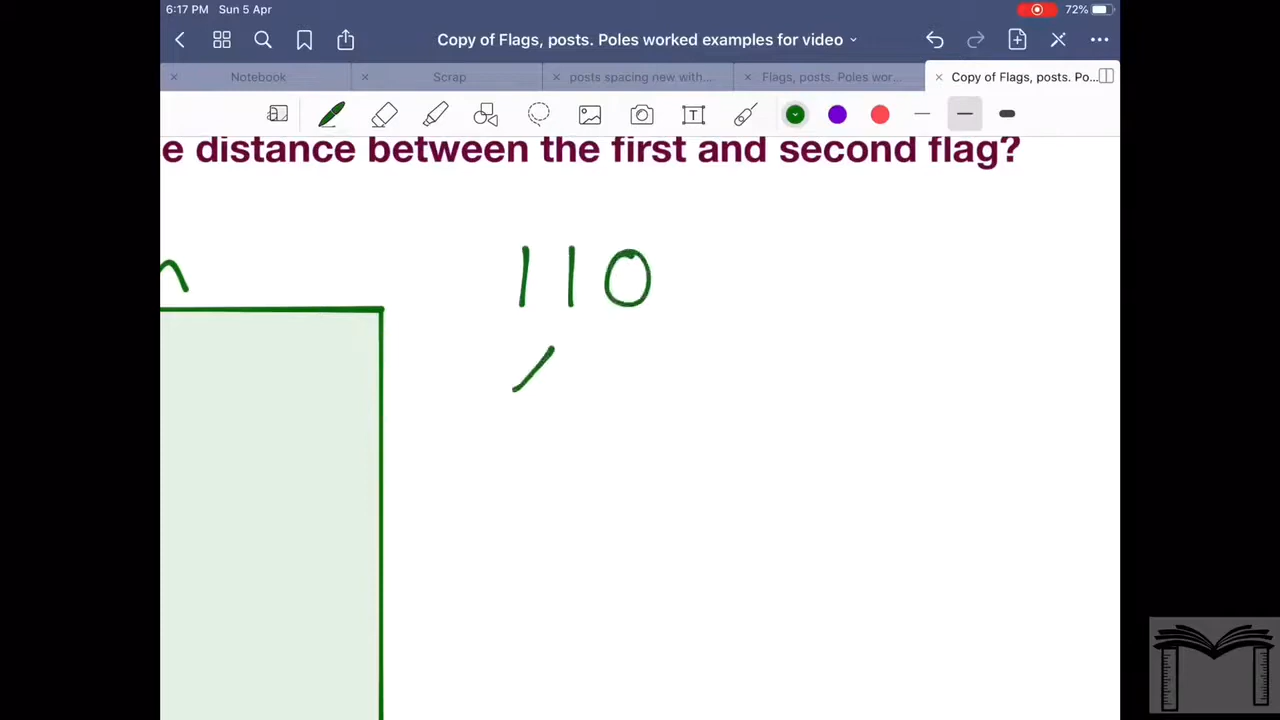 6:17 PM Sun 5 Apr 72%
Copy of Flags, posts. Poles worked examples for video
Notebook
Scrap
posts spacing new with...
Flags, posts. Poles wor...
Copy of Flags, posts. Po...
T
e distance between the first and second flag?
110